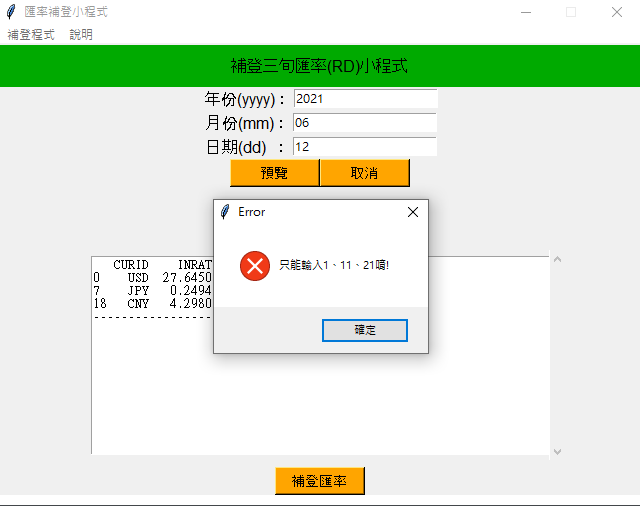 匯率補登小程式
補登程式 說明
補登三旬匯率(RD)小程式
年份(yyyy)： 2021
月份(mm)： 06
日期(dd) ： 12
預覽 取消
Error
只能輸入1、11、21唷!
確定
CURID INRAT
0 USD 27.6450
7 JPY 0.2494
18 CNY 4.2980
----------------
補登匯率